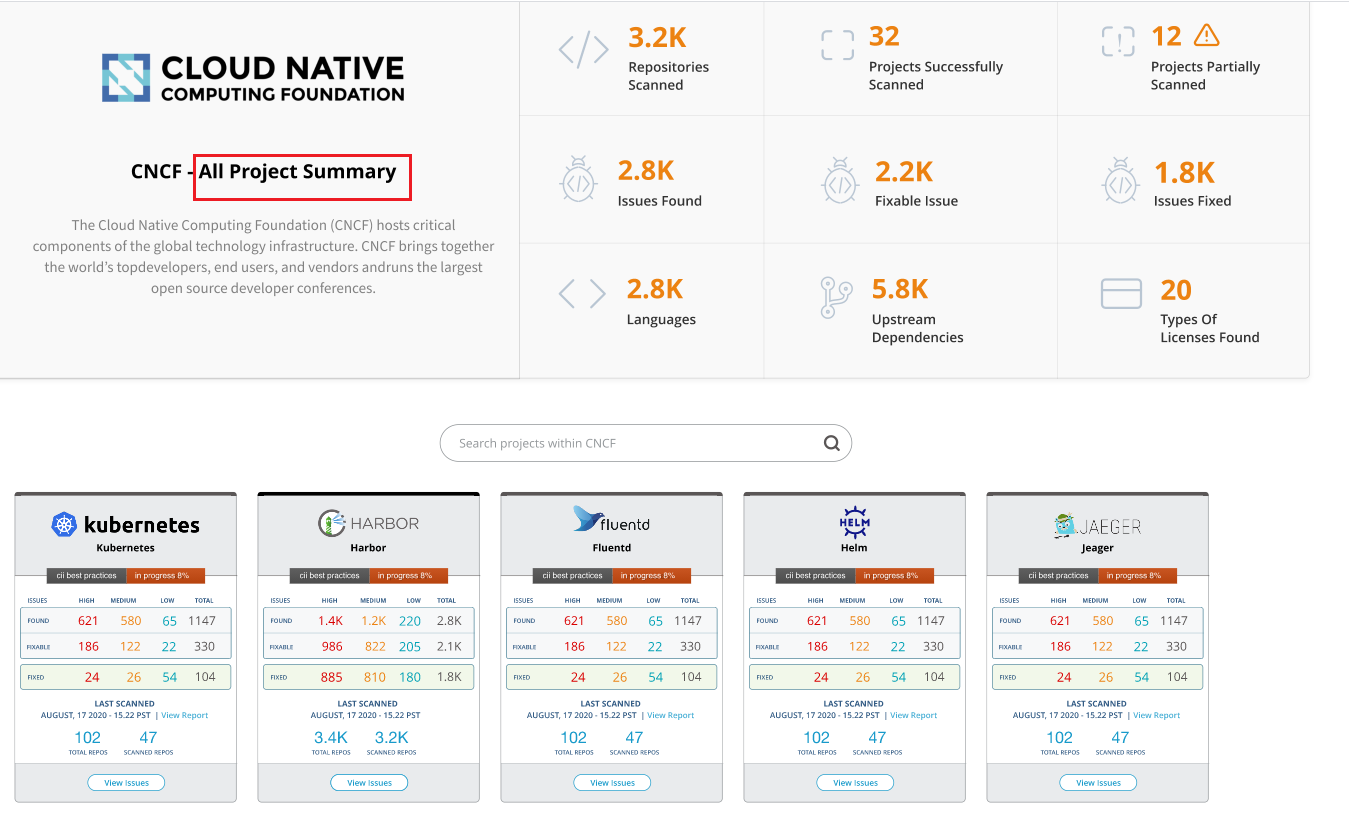 CLOUD NATIVE
COMPUTING FOUNDATION
CNCF - All Project Summary
The Cloud Native Computing Foundation (CNCF) hosts critical
components of the global technology infrastructure. CNCF brings together
the world's topdevelopers, end users, and vendors andruns the largest
open source developer conferences.
3.2K
Repositories
Scanned
32
Projects Successfully
Scanned
12
Projects Partially
Scanned
2.8K
Issues Found
2.2K
Fixable Issue
1.8K
Issues Fixed
2.8K
Languages
5.8K
Upstream
Dependencies
20
Types Of
Licenses Found
Search projects within CNCF
kubernetes
Kubernetes
cii best practices in progress 8%
ISSUES HIGH MEDIUM LOW TOTAL
FOUND 621 580 65 1147
FIXABLE 186 122 22 330
FIXED 24 26 54 104
LAST SCANNED
AUGUST, 17 2020 - 15.22 PST | View Report
102 47
TOTAL REPOS SCANNED REPOS
View Issues
HARBOR
Harbor
cii best practices in progress 8%
ISSUES HIGH MEDIUM LOW TOTAL
FOUND 1.4K 1.2K 220 2.8K
FIXABLE 986 822 205 2.1K
FIXED 885 810 180 1.8K
LAST SCANNED
AUGUST, 17 2020 - 15.22 PST
3.4K 3.2K
TOTAL REPOS SCANNED REPOS
View Issues
fluentd
Fluentd
cii best practices in progress 8%
ISSUES HIGH MEDIUM LOW TOTAL
FOUND 621 580 65 1147
FIXABLE 186 122 22 330
FIXED 24 26 54 104
LAST SCANNED
AUGUST, 17 2020 - 15.22 PST | View Report
102 47
TOTAL REPOS SCANNED REPOS
View Issues
HELM
Helm
cii best practices in progress 8%
ISSUES HIGH MEDIUM LOW TOTAL
FOUND 621 580 65 1147
FIXABLE 186 122 22 330
FIXED 24 26 54 104
LAST SCANNED
AUGUST, 17 2020 - 15.22 PST | View Report
102 47
TOTAL REPOS SCANNED REPOS
View Issues
JAEGER
Jeager
cii best practices in progress 8%
ISSUES HIGH MEDIUM LOW TOTAL
FOUND 621 580 65 1147
FIXABLE 186 122 22 330
FIXED 24 26 54 104
LAST SCANNED
AUGUST, 17 2020 - 15.22 PST | View Report
102 47
TOTAL REPOS SCANNED REPOS
View Issues